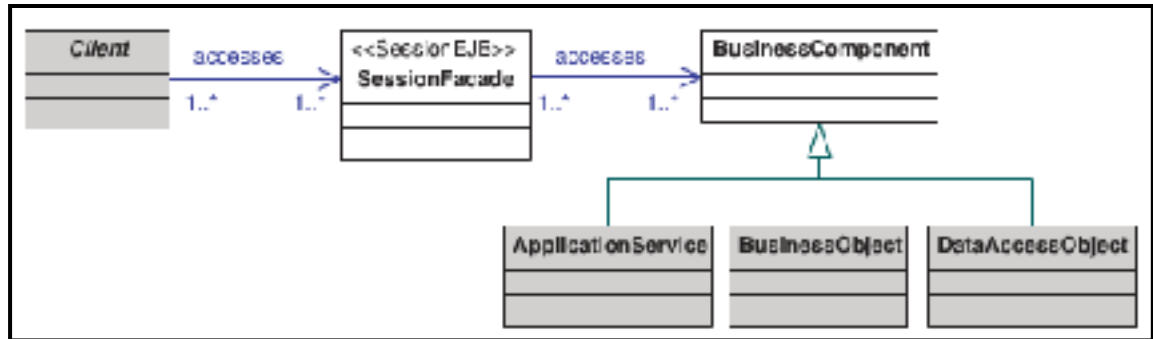 Client
accesses
1..*
1..*
<<Session EJB>>
SessionFacade
accesses
1..*
1..*
BusinessComponent
ApplicationService
BusinessObject
DataAccessObject